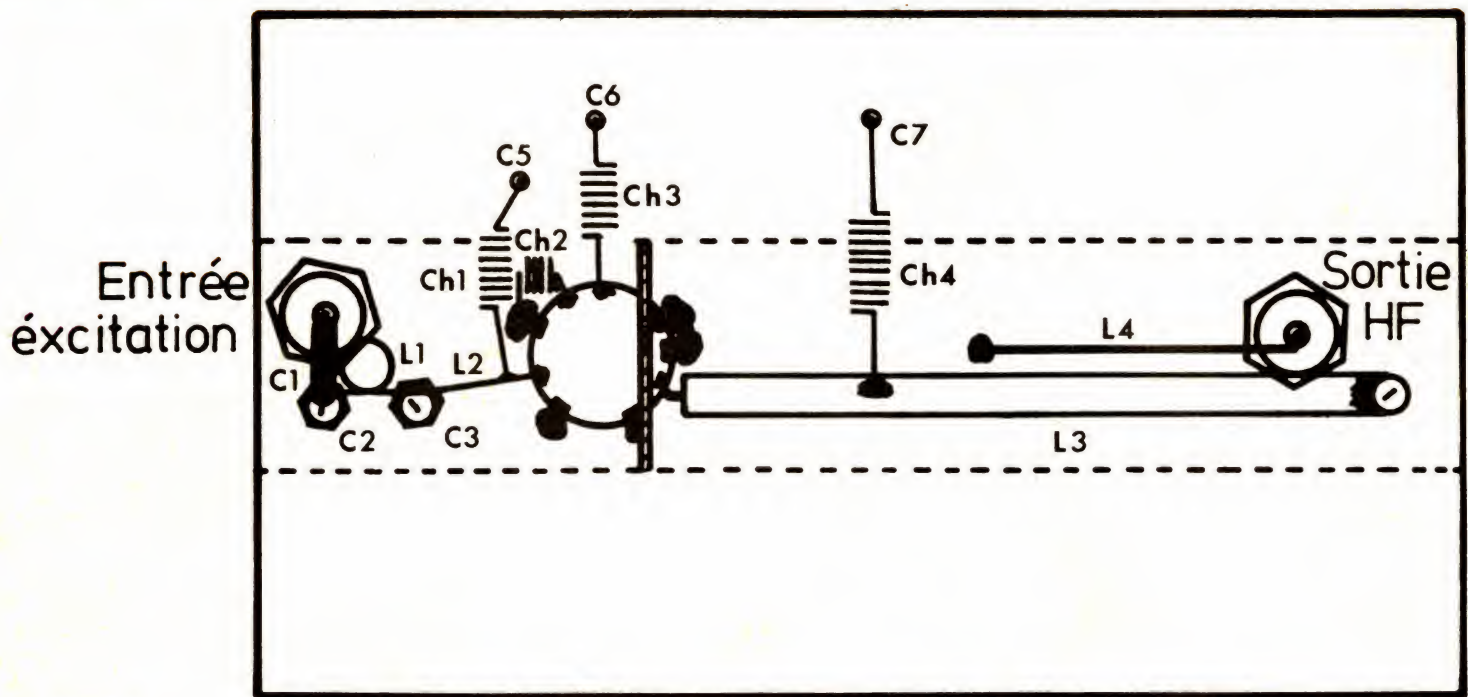 C6
C5
C7
Ch3
Ch2
Ch1
Ch4
Entrée
éxcitation
Sortie
HF
L1
L2
L4
C1
C2
C3
L3